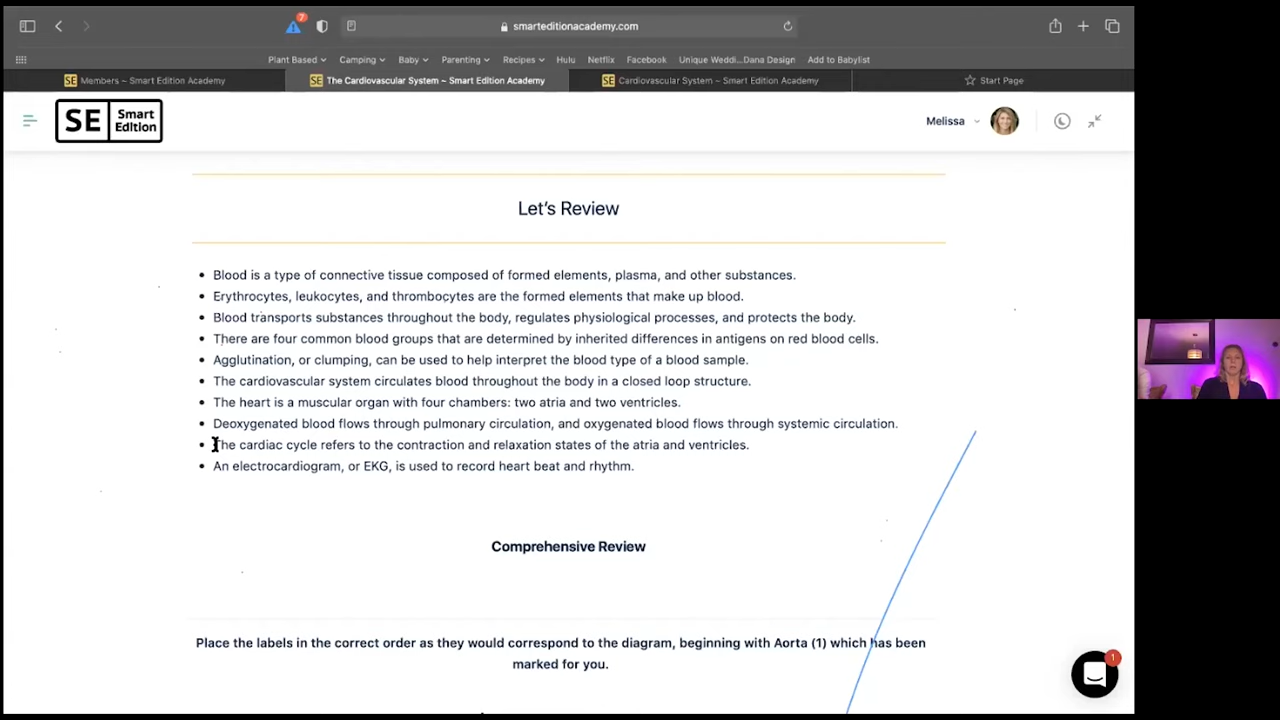 7
smarteditionacademy.com
Plant Based Camping Baby Parenting Recipes Hulu Netflix Facebook Unique Weddi...Dana Design Add to Babylist
SE Members ~ Smart Edition Academy
SE The Cardiovascular System ~ Smart Edition Academy
SE Cardiovascular System ~ Smart Edition Academy
Start Page
SE Smart Edition
Melissa
Let's Review
• Blood is a type of connective tissue composed of formed elements, plasma, and other substances.
• Erythrocytes, leukocytes, and thrombocytes are the formed elements that make up blood.
• Blood transports substances throughout the body, regulates physiological processes, and protects the body.
• There are four common blood groups that are determined by inherited differences in antigens on red blood cells.
• Agglutination, or clumping, can be used to help interpret the blood type of a blood sample.
• The cardiovascular system circulates blood throughout the body in a closed loop structure.
• The heart is a muscular organ with four chambers: two atria and two ventricles.
• Deoxygenated blood flows through pulmonary circulation, and oxygenated blood flows through systemic circulation.
• The cardiac cycle refers to the contraction and relaxation states of the atria and ventricles.
• An electrocardiogram, or EKG, is used to record heart beat and rhythm.
Comprehensive Review
Place the labels in the correct order as they would correspond to the diagram, beginning with Aorta (1) which has been
marked for you.
1